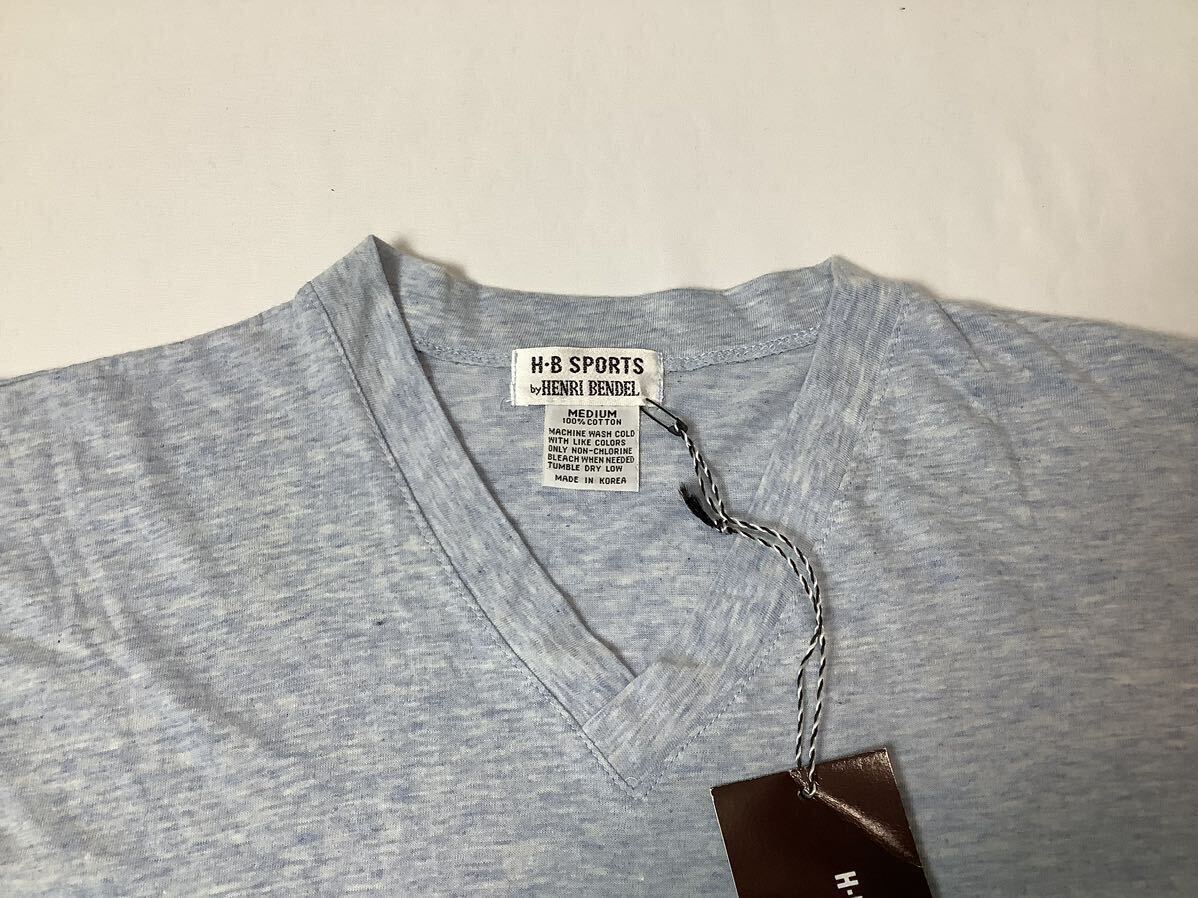 H·B SPORTS
by HENRI BENDEL
MEDIUM
100% COTTON
MACHINE WASH COLD
WITH LIKE COLORS
ONLY NON-CHLORINE
BLEACH WHEN NEEDED
TUMBLE DRY LOW
MADE IN KOREA
H·